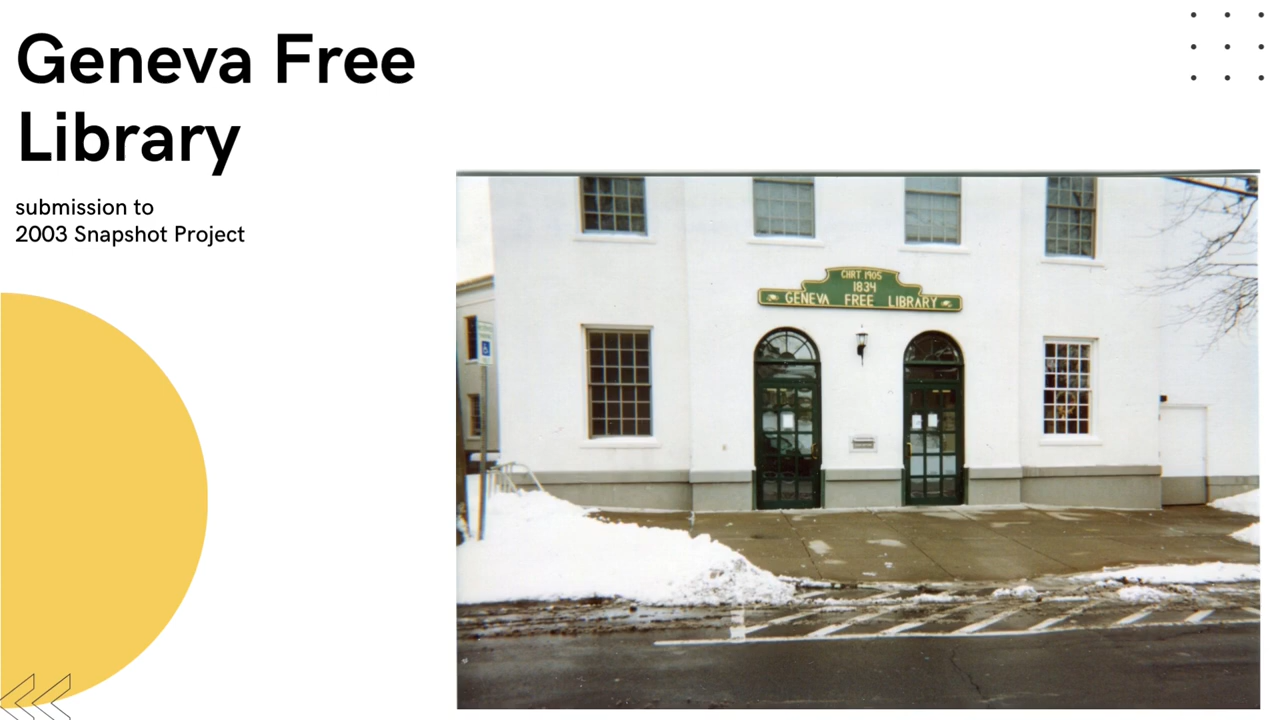 Geneva Free
Library
submission to
2003 Snapshot Project
CHRT 1905
1834
GENEVA FREE LIBRARY